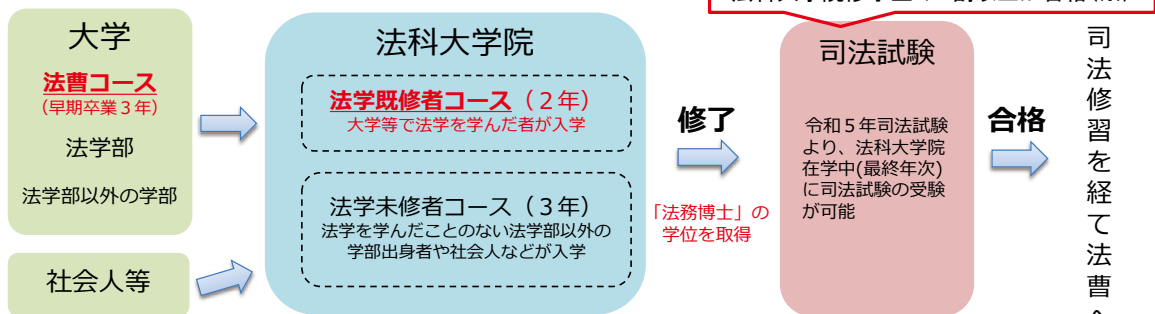 大学
法曹コース
(早期卒業3年)
法学部
法学部以外の学部
社会人等
法科大学院
法学既修者コース(2年)
大学等で法学を学んだ者が入学
法学未修者コース(3年)
法学を学んだことのない法学部以外の
学部出身者や社会人などが入学
修了
「法務博士」の
学位を取得
司法試験
令和5年司法試験
より、法科大学院
在学中(最終年次)
に司法試験の受験
が可能
合格
司法修習を経て法曹